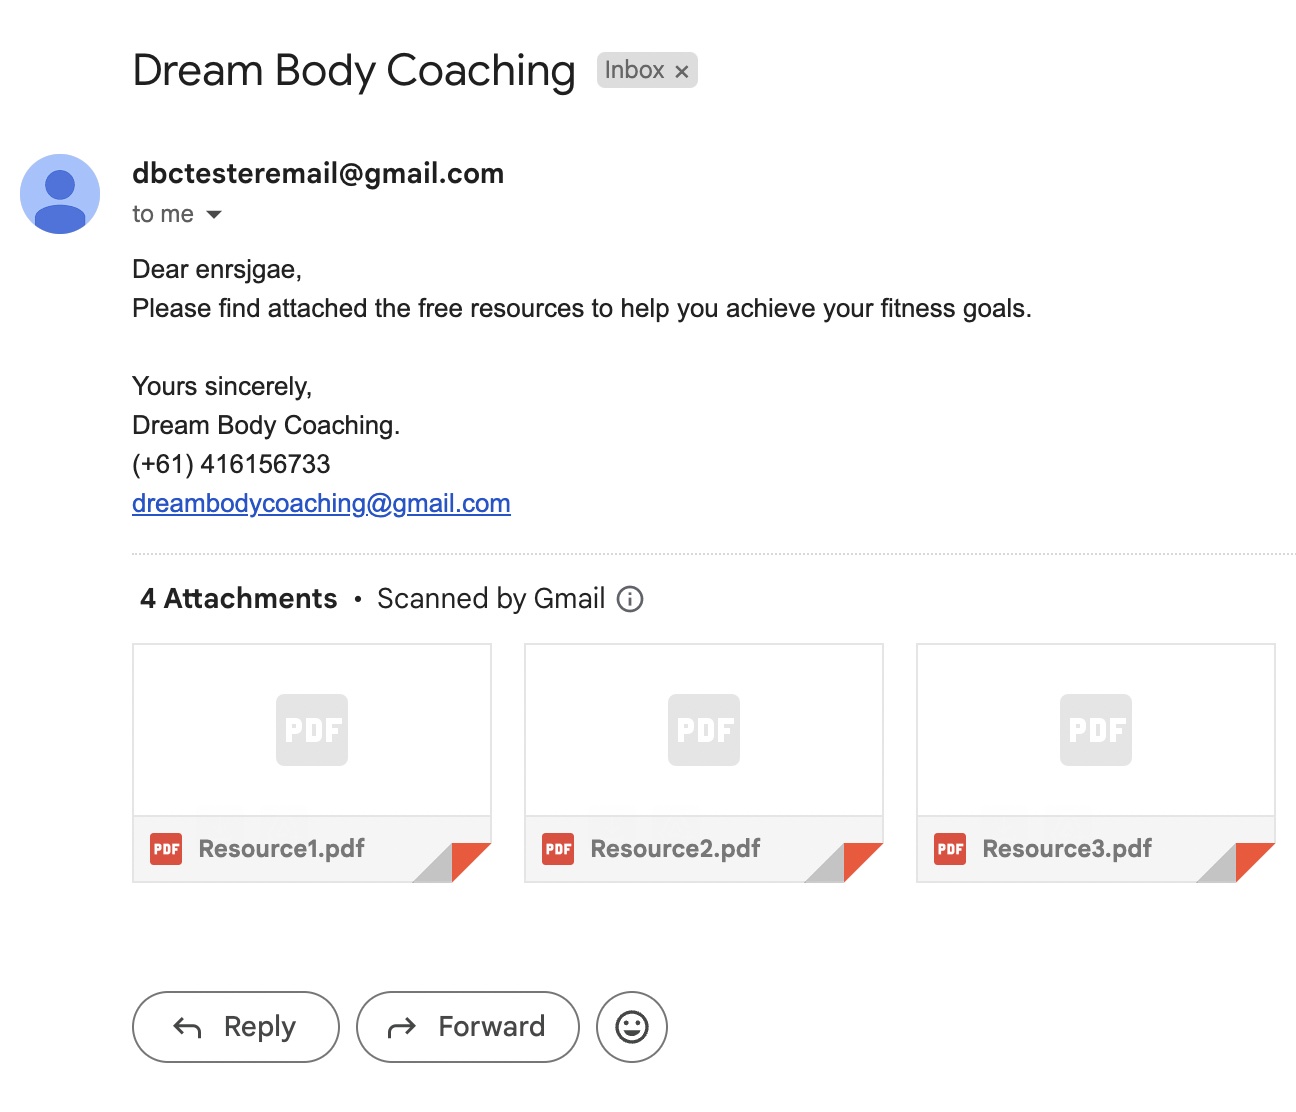 Dream Body Coaching Inbox ×
dbctesteremail@gmail.com
to me
Dear enrsjgae,
Please find attached the free resources to help you achieve your fitness goals.
Yours sincerely,
Dream Body Coaching.
(+61) 416156733
dreambodycoaching@gmail.com
4 Attachments • Scanned by Gmail
PDF PDF PDF
PDF Resource1.pdf PDF Resource2.pdf PDF Resource3.pdf
Reply Forward